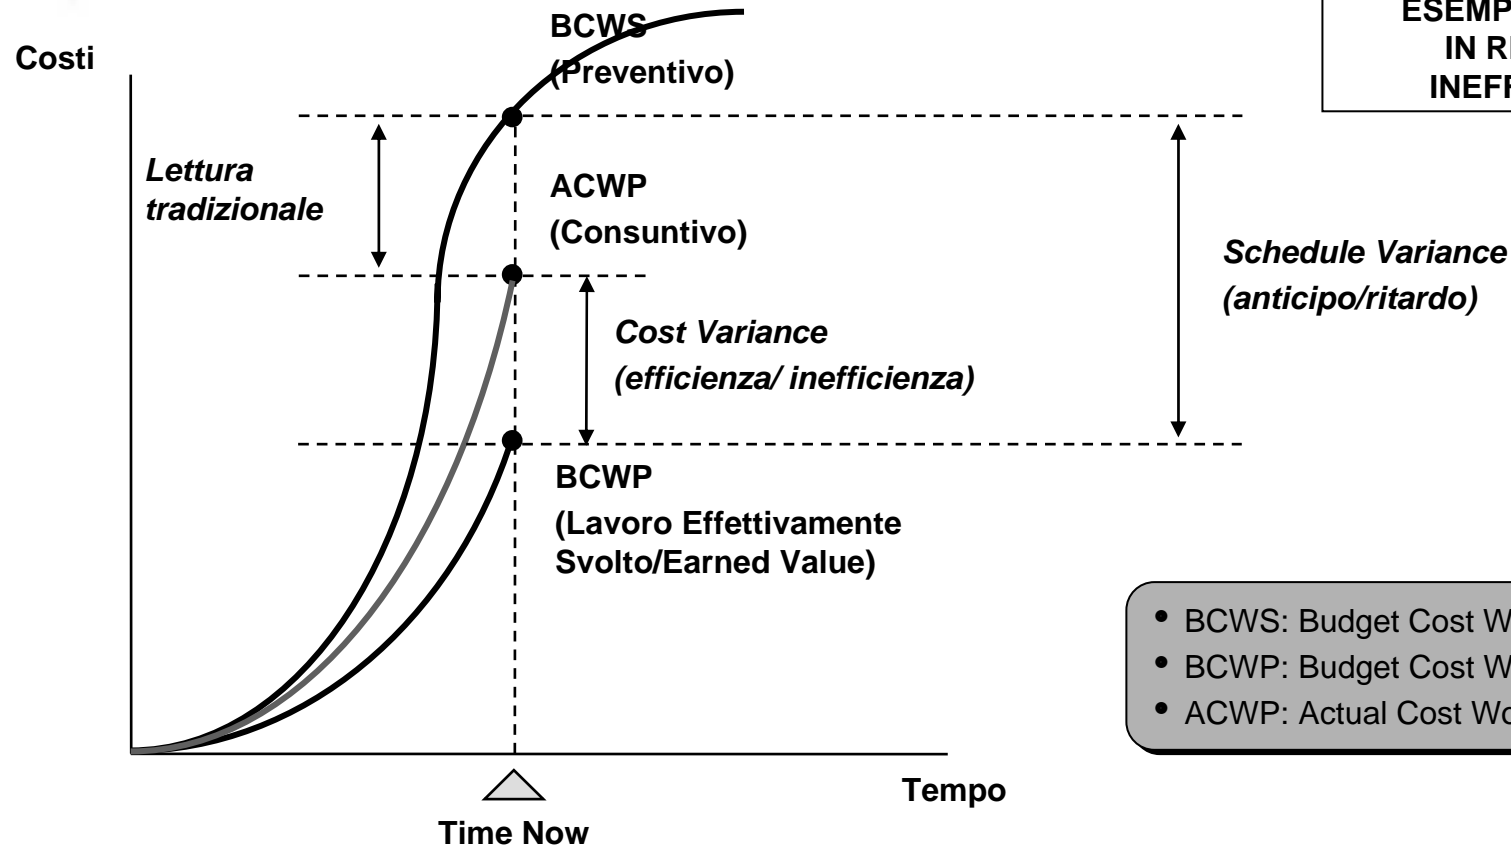 BCWS
(Preventivo)
Costi
Lettura
tradizionale
ACWP
(Consuntivo)
Cost Variance
(efficienza/ inefficienza)
Schedule Variance
(anticipo/ritardo)
BCWP
(Lavoro Effettivamente
Svolto/Earned Value)
• BCWS: Budget Cost
• BCWP: Budget Cost
• ACWP: Actual Cost
Tempo
Time Now
IN